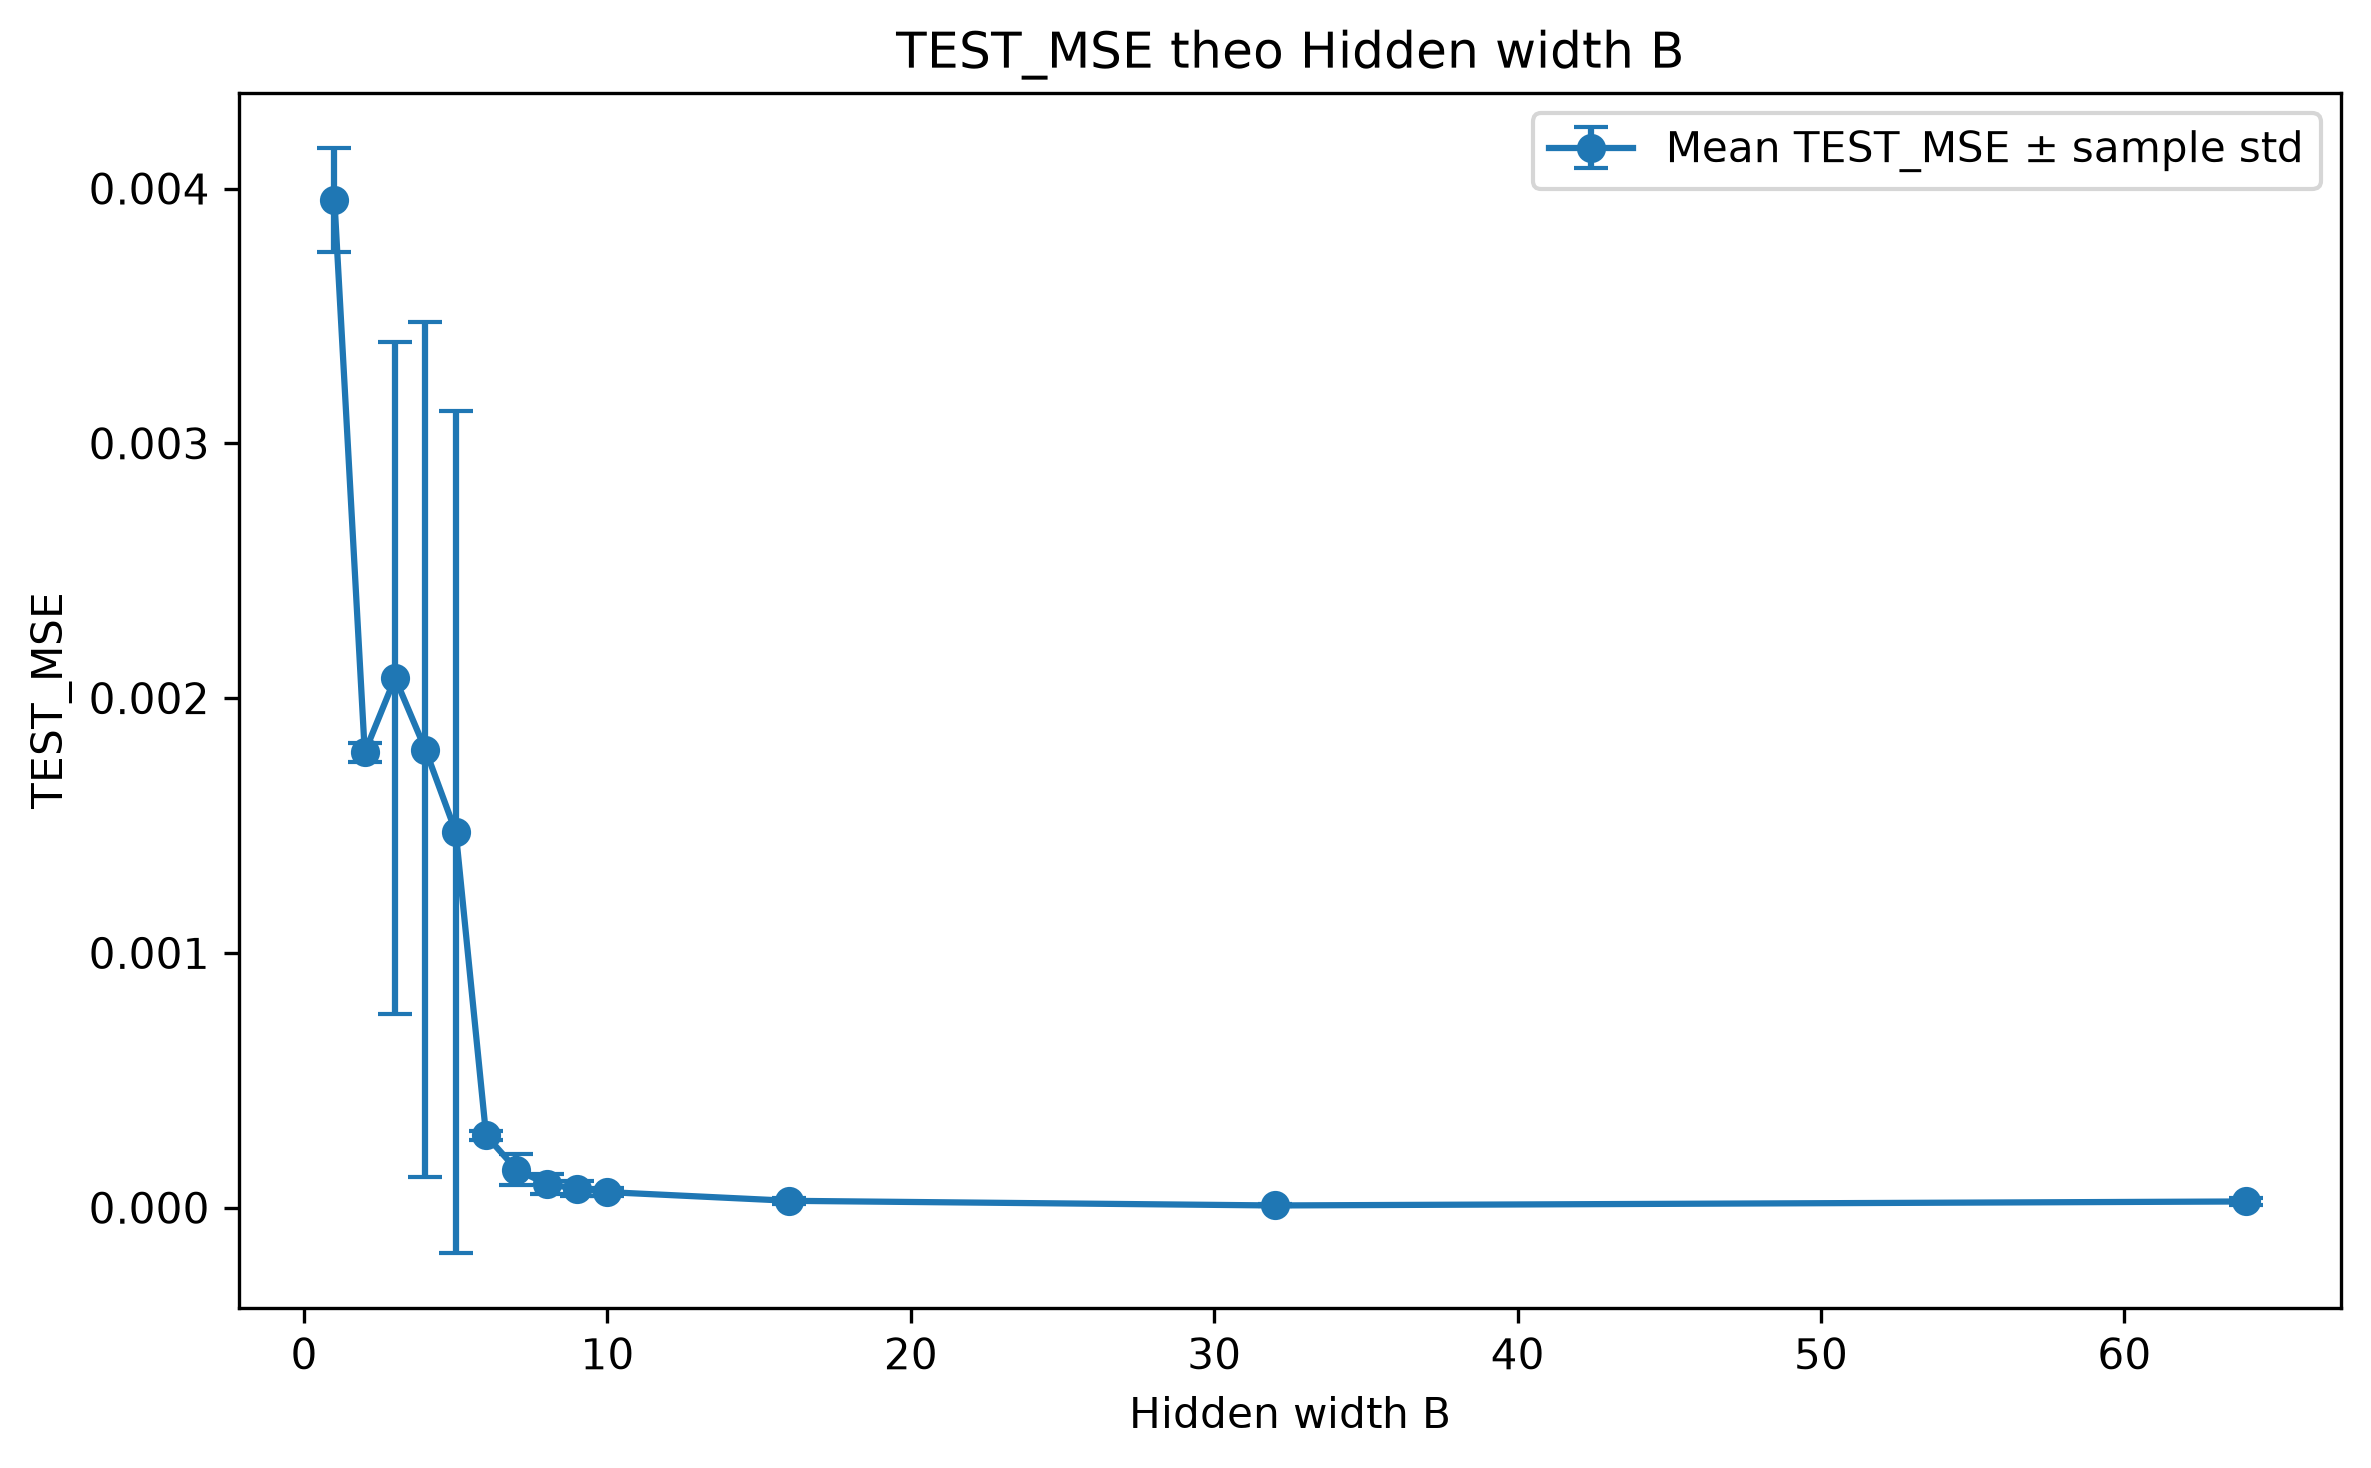 TEST_MSE theo Hidden width B
Mean TEST_MSE ± sample std
TEST_MSE
0.004
0.003
0.002
0.001
0.000
0 10 20 30 40 50 60
Hidden width B